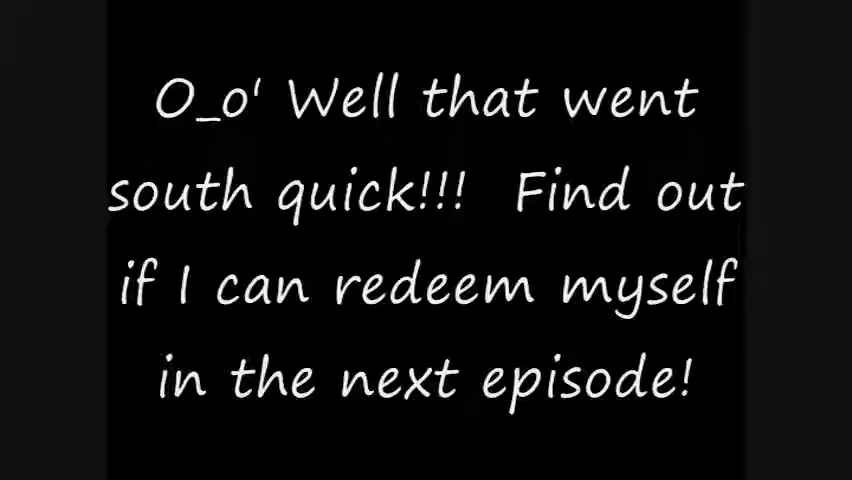 O_o' Well that went
south quick!!!  Find out
if I can redeem myself
in the next episode!